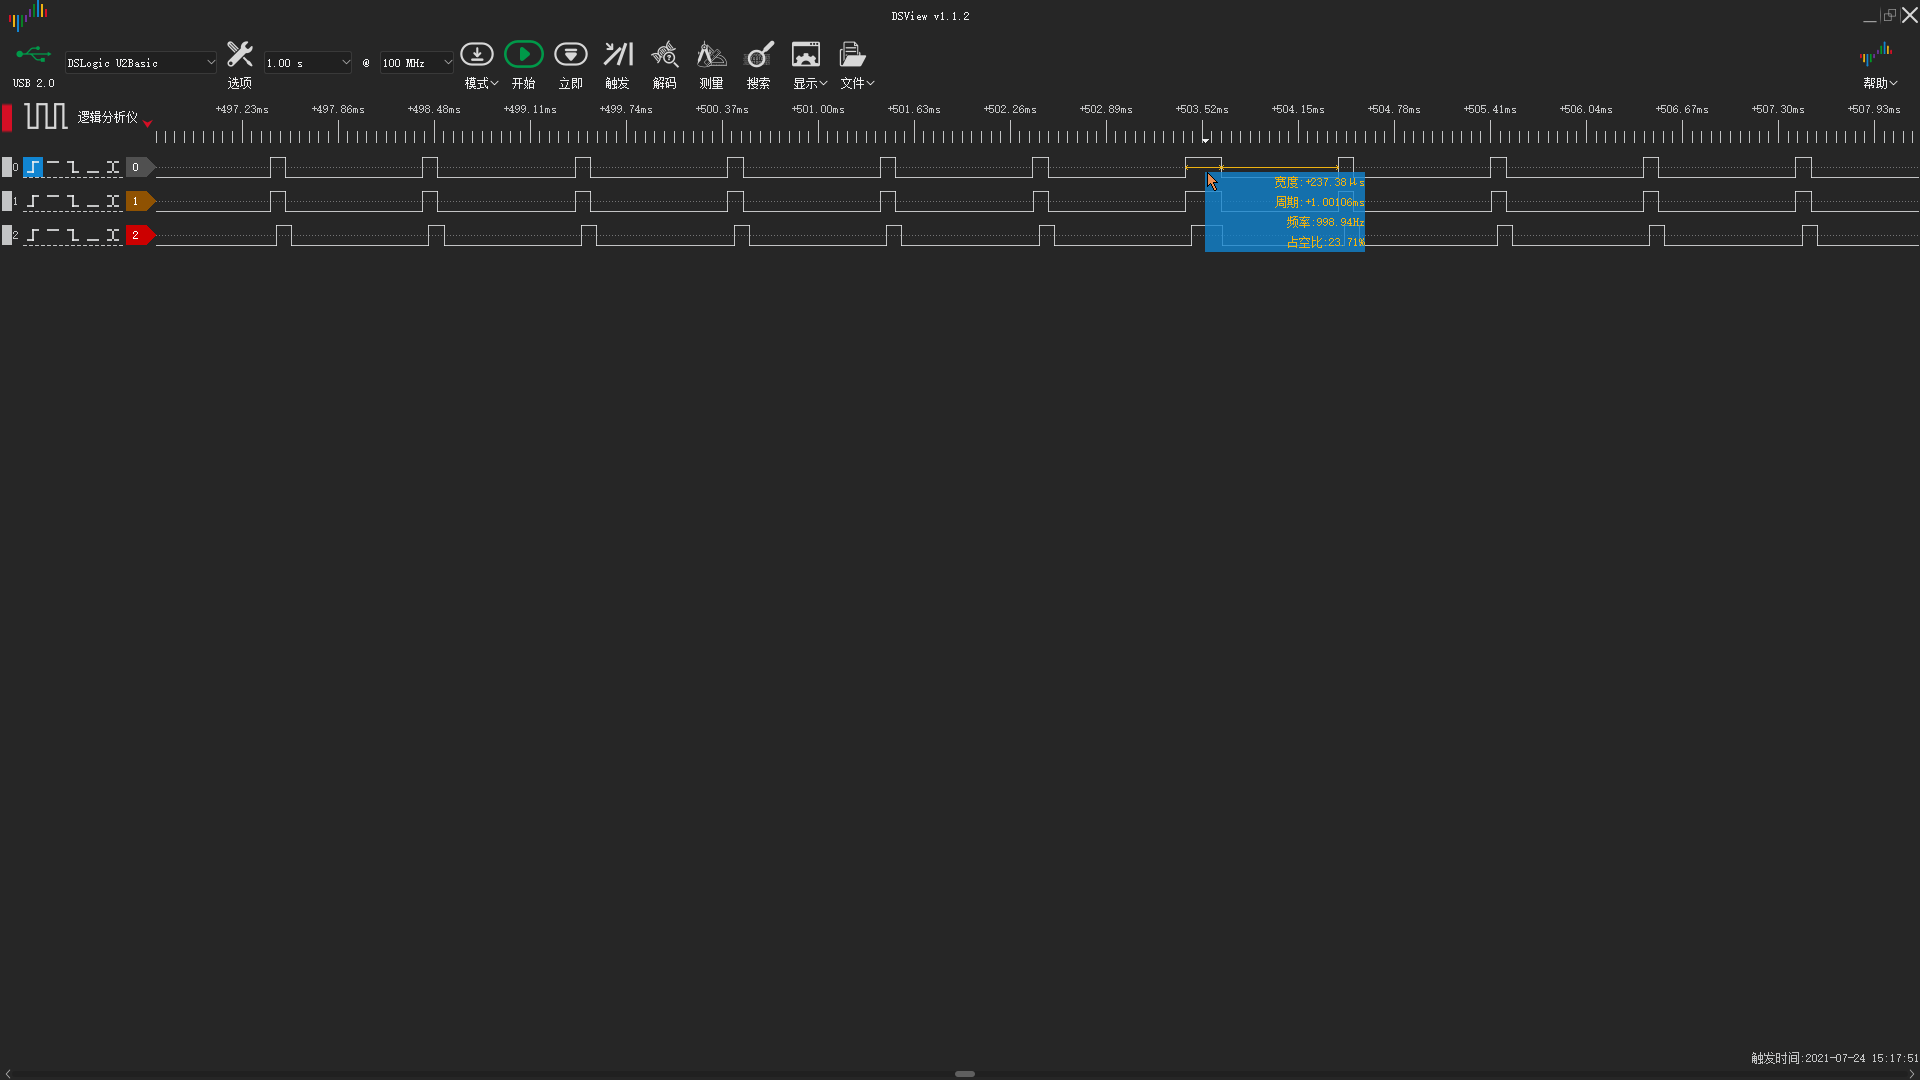 DSView v1.1.2
USB 2.0
DSLogic U2Basic
选项
1.00 s
@
100 MHz
模式
开始
立即
触发
解码
测量
搜索
显示
文件
帮助
逻辑分析仪
+497.23ms +497.86ms +498.48ms +499.11ms +499.74ms +500.37ms +501.00ms +501.63ms +502.26ms +502.89ms +503.52ms +504.15ms +504.78ms +505.41ms +506.04ms +506.67ms +507.30ms +507.93ms
0 0
1 1
2 2
宽度:+237.38μs
周期:+1.00106ms
频率:998.94Hz
占空比:23.71%
触发时间:2021-07-24 15:17:51